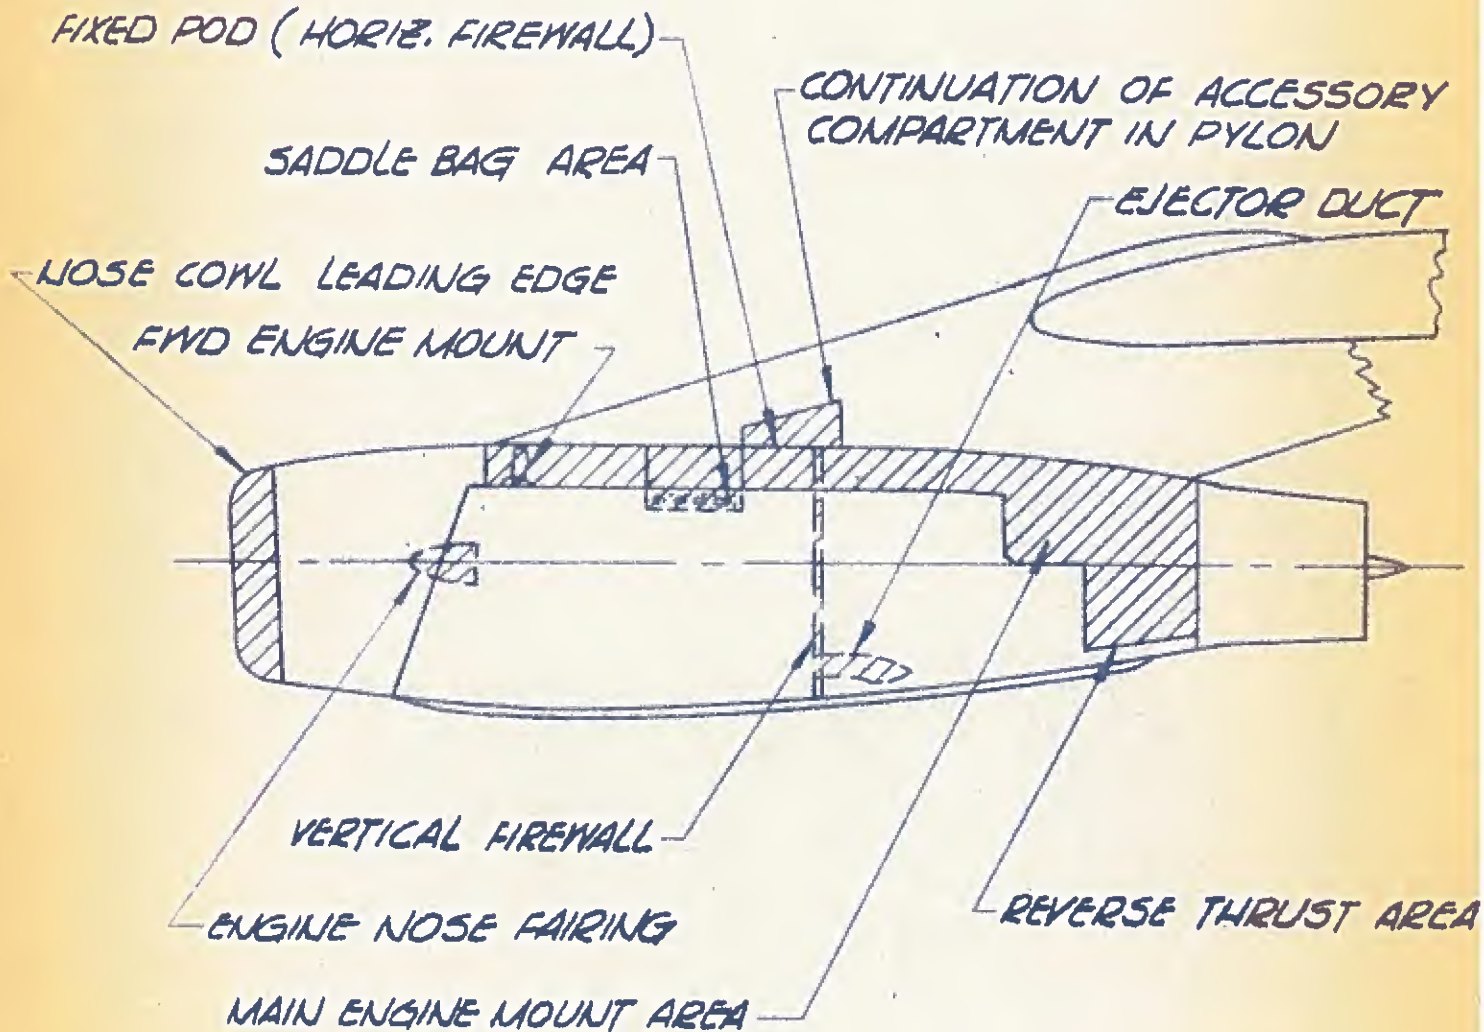 FIXED POD (HORIZ. FIREWALL)
CONTINUATION OF ACCESSORY
COMPARTMENT IN PYLON
SADDLE BAG AREA
EJECTOR DUCT
NOSE COWL LEADING EDGE
FWD ENGINE MOUNT
VERTICAL FIREWALL
REVERSE THRUST AREA
ENGINE NOSE FAIRING
MAIN ENGINE MOUNT AREA